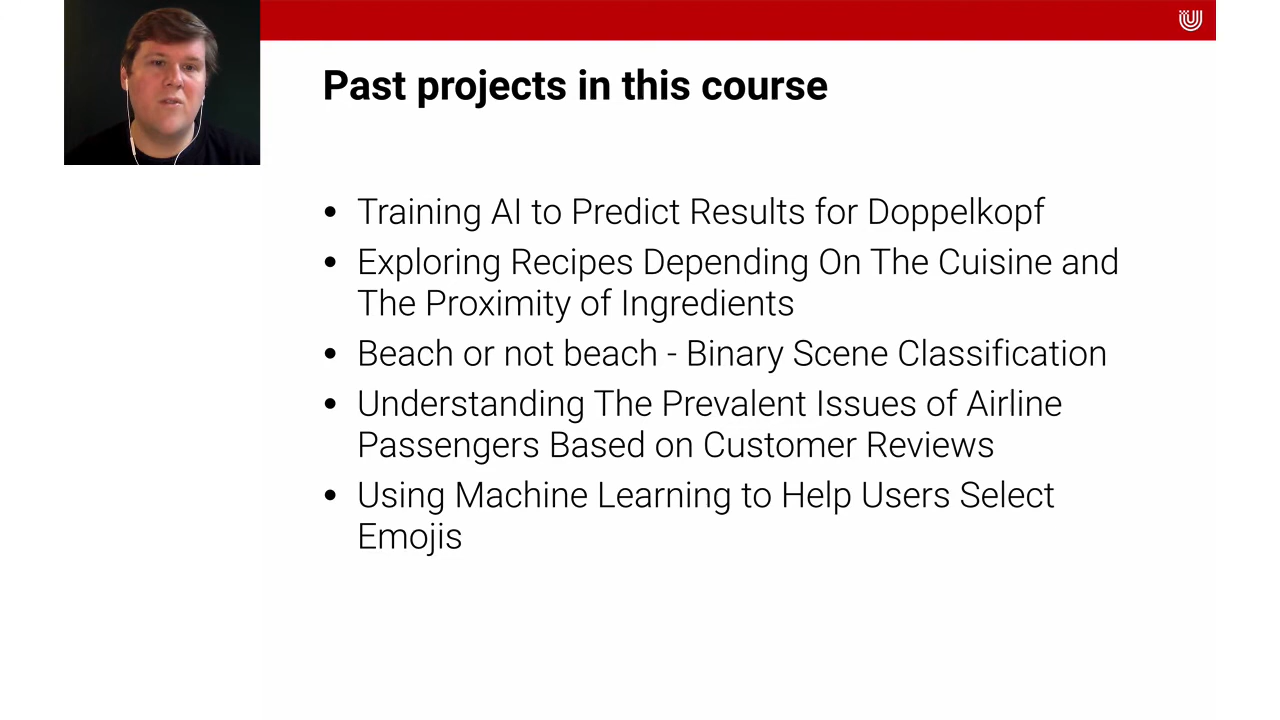 Past projects in this course
• Training AI to Predict Results for Doppelkopf
• Exploring Recipes Depending On The Cuisine and
The Proximity of Ingredients
• Beach or not beach - Binary Scene Classification
• Understanding The Prevalent Issues of Airline
Passengers Based on Customer Reviews
• Using Machine Learning to Help Users Select
Emojis